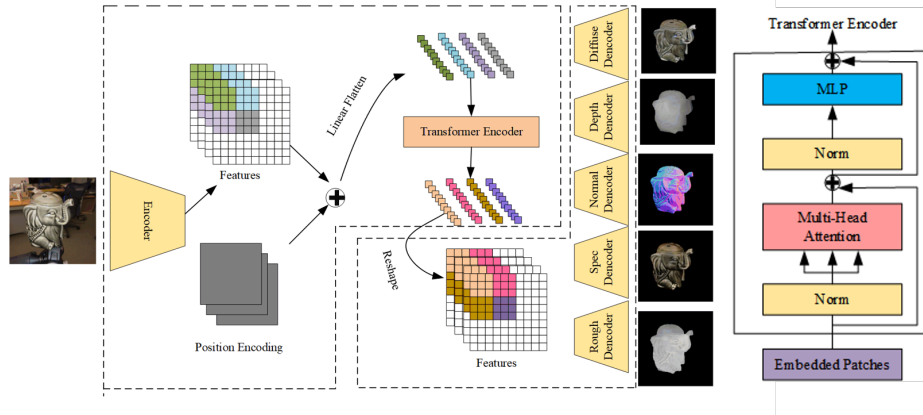 Encoder
Features
Position Encoding
Linear Flatten
Transformer Encoder
Reshape
Features
Diffuse
Dencoder
Depth
Dencoder
Normal
Dencoder
Spec
Dencoder
Rough
Dencoder
Transformer Encoder
MLP
Norm
Multi-Head
Attention
Norm
Embedded Patches